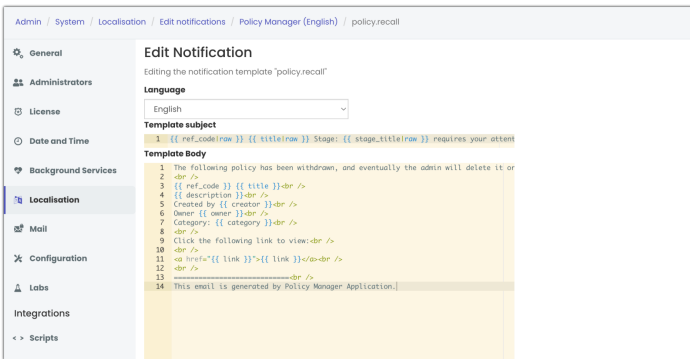 Admin / System / Localisation / Edit notifications / Policy Manager (English) / policy.recall
General
Administrators
License
Date and Time
Background Services
Localisation
Mail
Configuration
Labs
Integrations
Scripts
Edit Notification
Editing the notification template "policy.recall"
Language
English
Template subject
1 {{ ref_code|raw }} {{ title|raw }} Stage: {{ stage_title|raw }} requires your attent
Template Body
1 The following policy has been withdrawn, and eventually the admin will delete it or
2 <br />
3 {{ ref_code }} {{ title }}<br />
4 {{ description }}<br />
5 Created by {{ creator }}<br />
6 Owner {{ owner }}<br />
7 Category: {{ category }}<br />
8 <br />
9 Click the following link to view:<br />
10 <br />
11 <a href="{{ link }}">{{ link }}</a><br />
12 <br />
13 ============================<br />
14 This email is generated by Policy Manager Application.